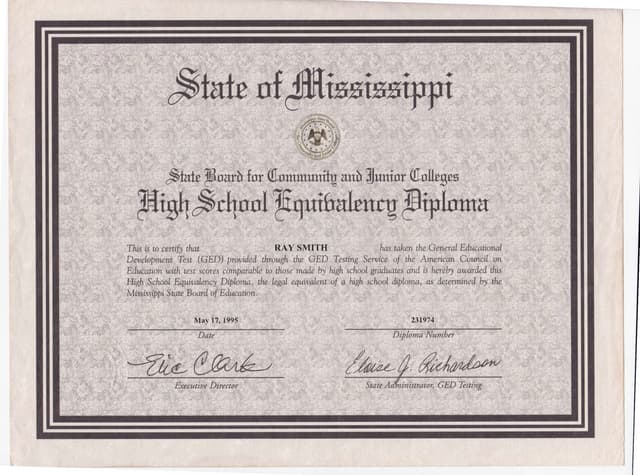 State of Mississippi
State Board for Community and Junior Colleges
High School Equivalency Diploma
This is to certify that RAY SMITH has taken the General Educational
Development Test (GED) provided through the GED Testing Service of the American Council on
Education with test scores comparable to those made by high school graduates and is hereby awarded this
High School Equivalency Diploma, the legal equivalent of a high school diploma, as determined by the
Mississippi State Board of Education.
May 17, 1995 231974
Date Diploma Number
Eric Clark Eloise J. Richardson
Executive Director State Administrator, GED Testing